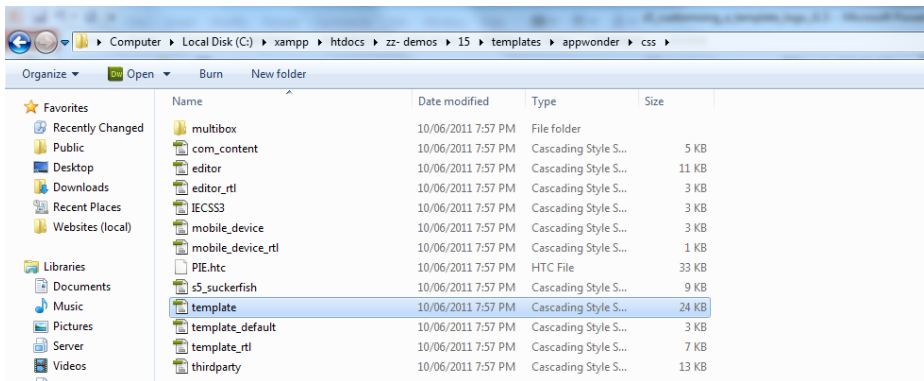 Computer ▸ Local Disk (C:) ▸ xampp ▸ htdocs ▸ zz- demos ▸ 15 ▸ templates ▸ appwonder ▸ css ▸
Organize Dw Open Burn New folder
Name Date modified Type Size
Favorites
Recently Changed
Public
Desktop
Downloads
Recent Places
Websites (local)
Libraries
Documents
Music
Pictures
Server
Videos
multibox 10/06/2011 7:57 PM File folder
com_content 10/06/2011 7:57 PM Cascading Style S... 5 KB
editor 10/06/2011 7:57 PM Cascading Style S... 11 KB
editor_rtl 10/06/2011 7:57 PM Cascading Style S... 3 KB
IECSS3 10/06/2011 7:57 PM Cascading Style S... 3 KB
mobile_device 10/06/2011 7:57 PM Cascading Style S... 3 KB
mobile_device_rtl 10/06/2011 7:57 PM Cascading Style S... 1 KB
PIE.htc 10/06/2011 7:57 PM HTC File 33 KB
s5_suckerfish 10/06/2011 7:57 PM Cascading Style S... 9 KB
template 10/06/2011 7:57 PM Cascading Style S... 24 KB
template_default 10/06/2011 7:57 PM Cascading Style S... 3 KB
template_rtl 10/06/2011 7:57 PM Cascading Style S... 7 KB
thirdparty 10/06/2011 7:57 PM Cascading Style S... 13 KB